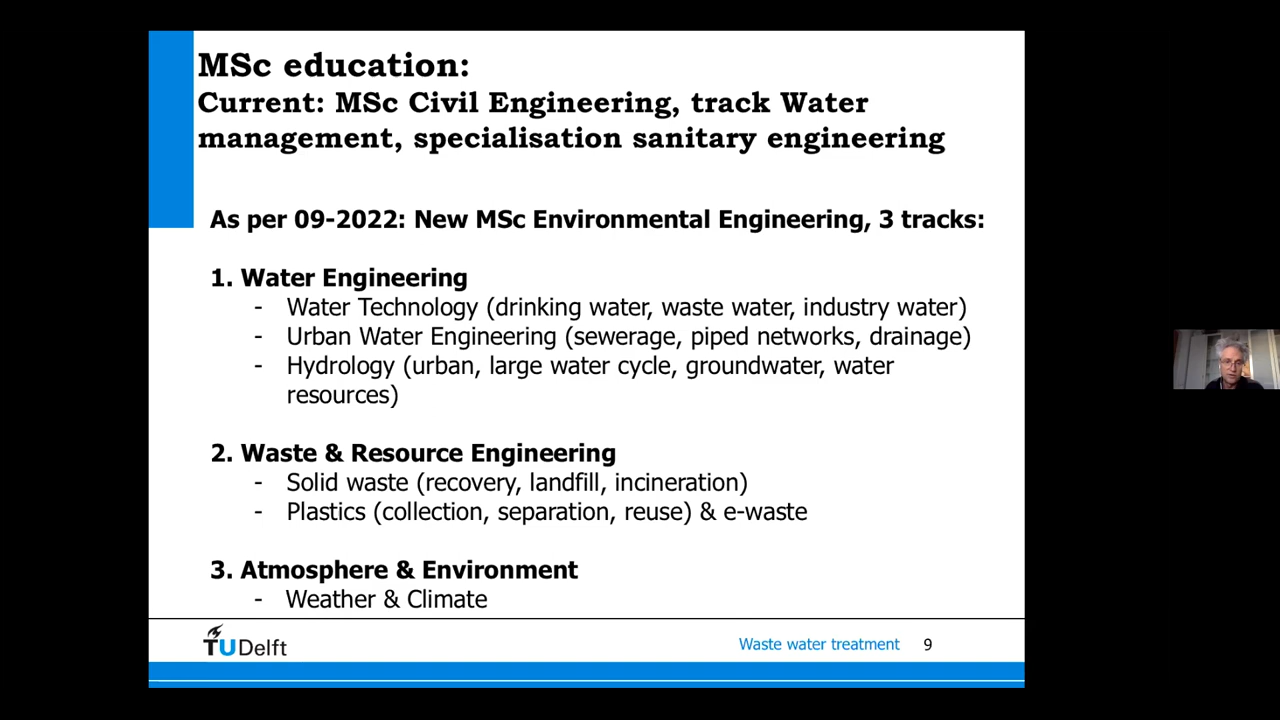 MSc education:
Current: MSc Civil Engineering, track Water
management, specialisation sanitary engineering
As per 09-2022: New MSc Environmental Engineering, 3 tracks:
1. Water Engineering
- Water Technology (drinking water, waste water, industry water)
- Urban Water Engineering (sewerage, piped networks, drainage)
- Hydrology (urban, large water cycle, groundwater, water
resources)
2. Waste & Resource Engineering
- Solid waste (recovery, landfill, incineration)
- Plastics (collection, separation, reuse) & e-waste
3. Atmosphere & Environment
- Weather & Climate
TUDelft
Waste water treatment 9